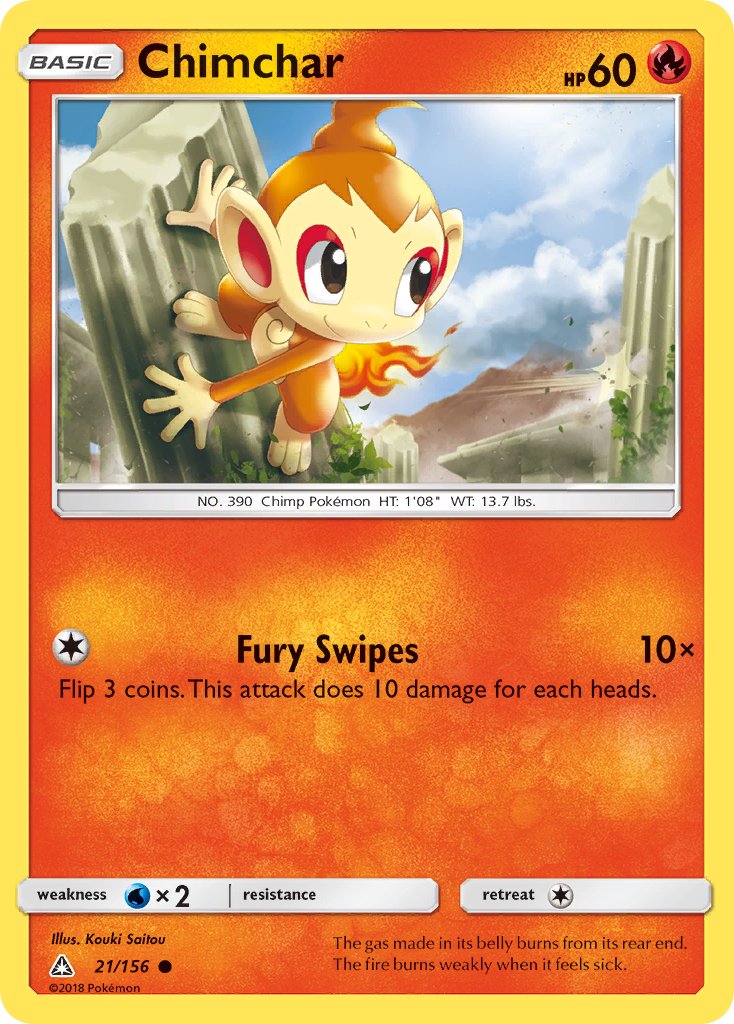 BASIC Chimchar HP60
NO. 390 Chimp Pokémon HT: 1'08" WT: 13.7 lbs.
Fury Swipes 10×
Flip 3 coins. This attack does 10 damage for each heads.
weakness ×2 resistance retreat
Illus. Kouki Saitou
21/156
©2018 Pokémon
The gas made in its belly burns from its rear end.
The fire burns weakly when it feels sick.